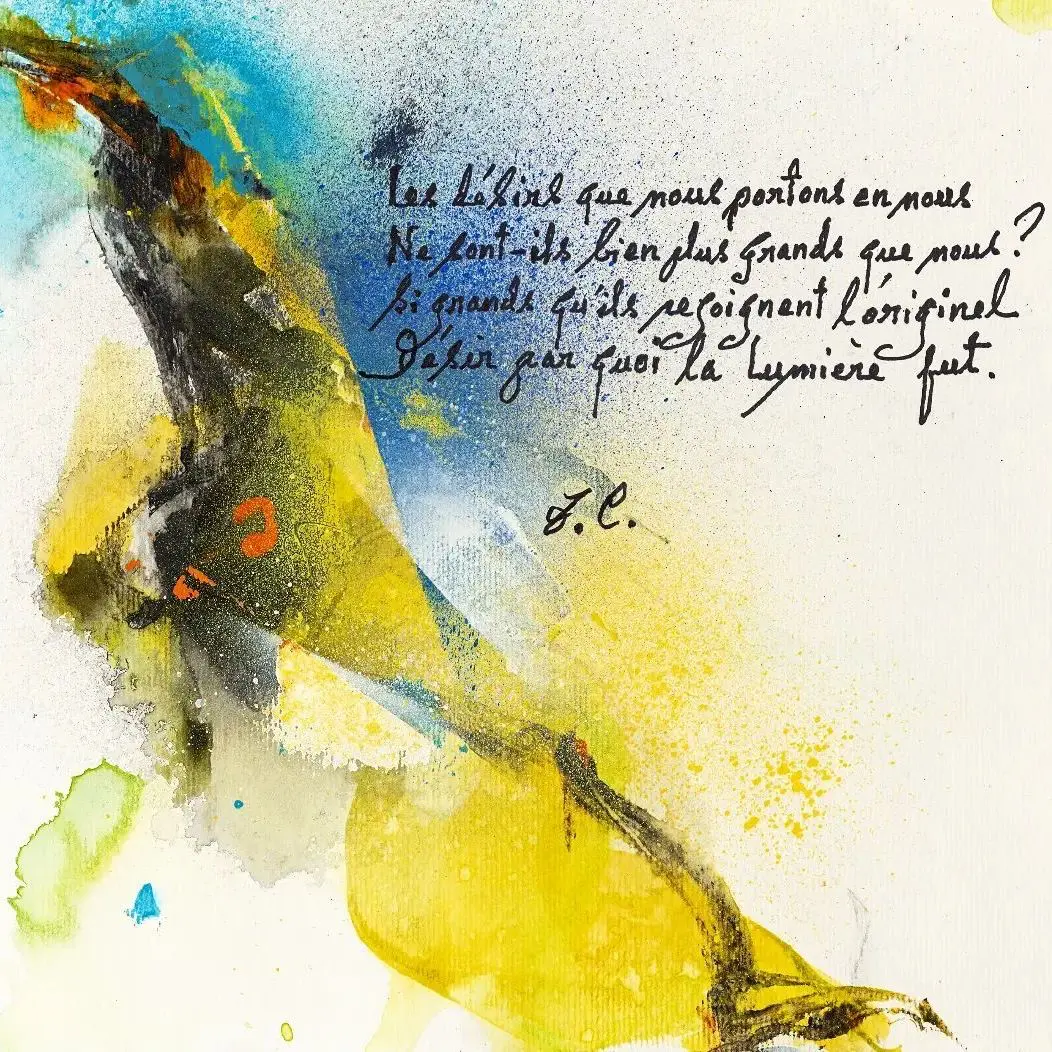 Les désirs que nous portons en nous
Ne sont-ils bien plus grands que nous ?
Si grands qu'ils rejoignent l'originel
Désir par quoi la Lumière fut.
F. C.